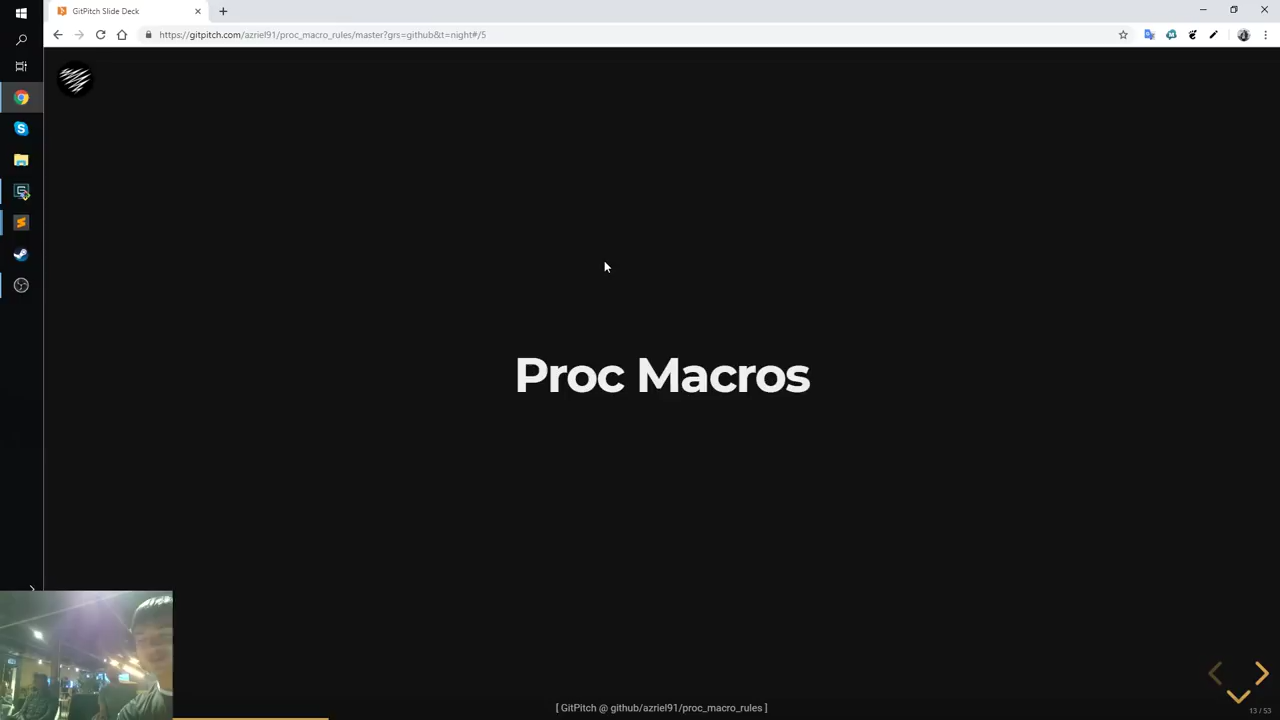 GitPitch Slide Deck
https://gitpitch.com/azriel91/proc_macro_rules/master?grs=github&t=night#/5
Proc Macros
[ GitPitch @ github/azriel91/proc_macro_rules ]
13 / 53